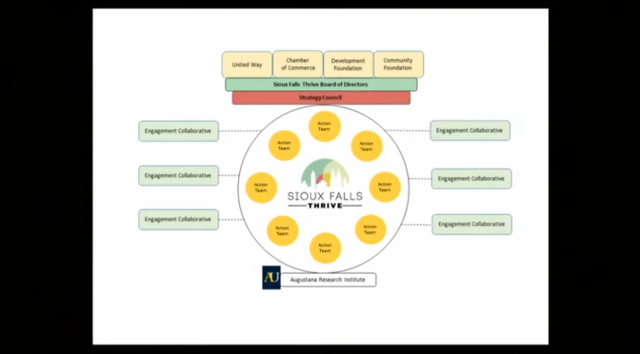 United Way
Chamber
of Commerce
Development
Foundation
Community
Foundation
Sioux Falls Thrive Board of Directors
Strategy Council
Action
Team
Action
Team
Action
Team
Engagement Collaborative
Engagement Collaborative
Engagement Collaborative
Engagement Collaborative
Action
Team
Action
Team
SIOUX FALLS
THRIVE
Engagement Collaborative
Engagement Collaborative
Action
Team
Action
Team
Action
Team
AU
Augustana Research Institute